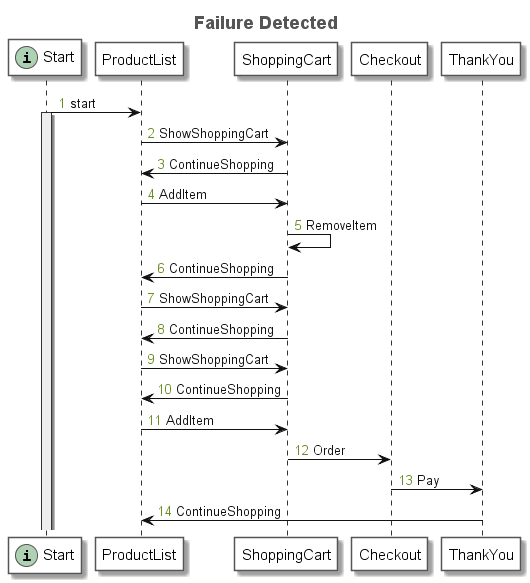 Failure Detected
i Start ProductList ShoppingCart Checkout ThankYou
1 start
2 ShowShoppingCart
3 ContinueShopping
4 AddItem
5 RemoveItem
6 ContinueShopping
7 ShowShoppingCart
8 ContinueShopping
9 ShowShoppingCart
10 ContinueShopping
11 AddItem
12 Order
13 Pay
14 ContinueShopping
i Start ProductList ShoppingCart Checkout ThankYou